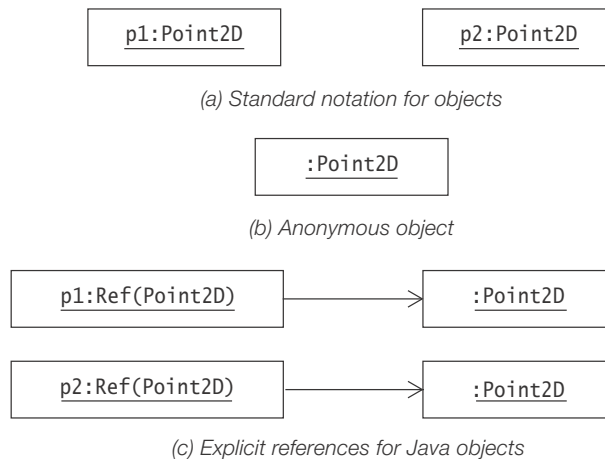 p1:Point2D p2:Point2D
(a) Standard notation for objects
:Point2D
(b) Anonymous object
p1:Ref(Point2D) :Point2D
p2:Ref(Point2D) :Point2D
(c) Explicit references for Java objects